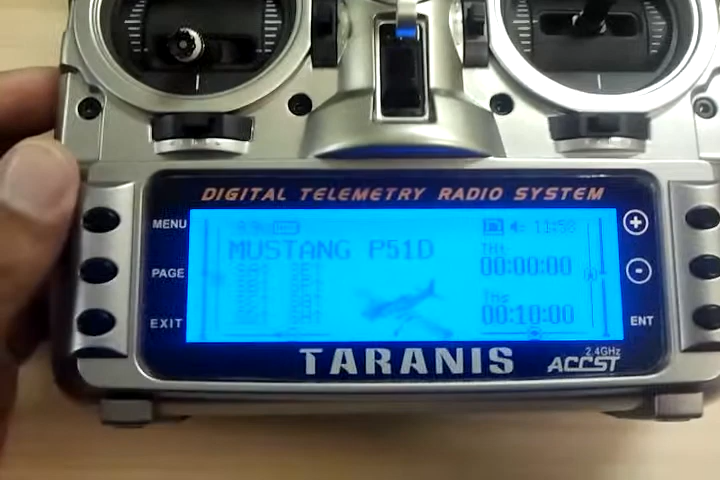 DIGITAL TELEMETRY RADIO SYSTEM
MENU
PAGE
EXIT
11:58
MUSTANG P51D
00:00:00
00:10:00
+
-
ENT
TARANIS
2.4GHz
ACCST